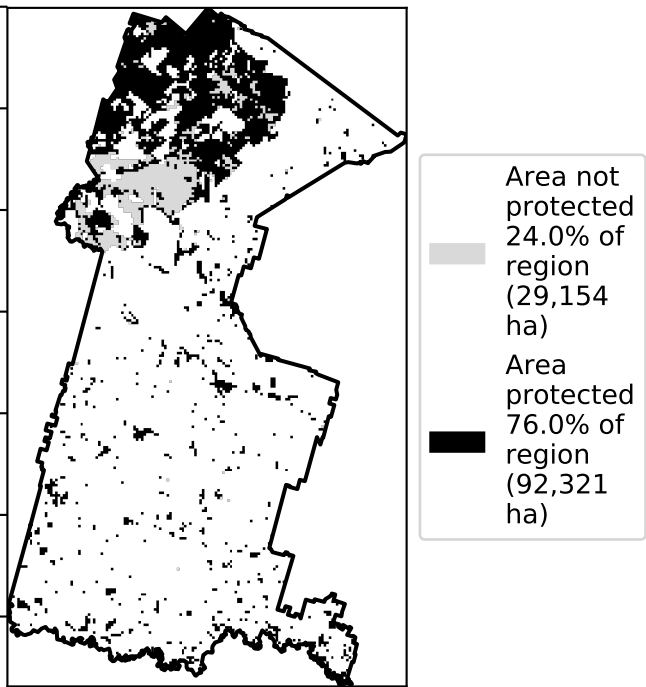 Area not
protected
24.0% of
region
(29,154
ha)
Area
protected
76.0% of
region
(92,321
ha)